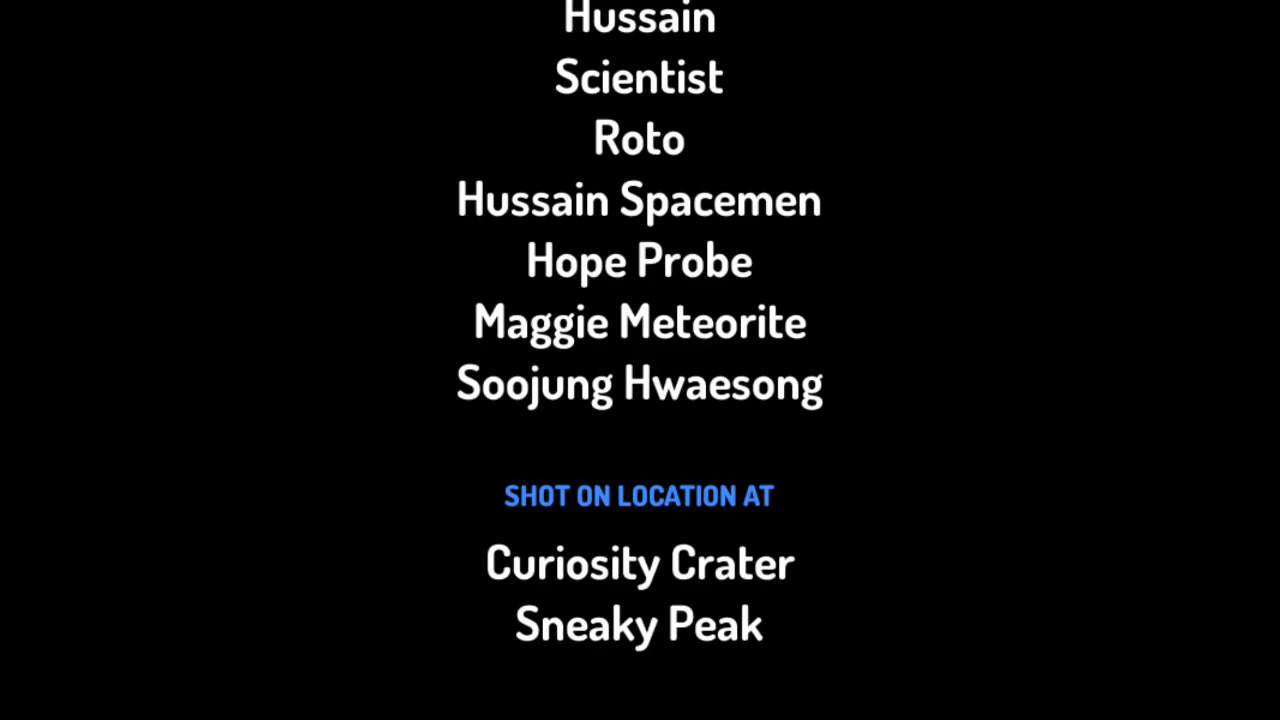 Hussain
Scientist
Roto
Hussain Spacemen
Hope Probe
Maggie Meteorite
Soojung Hwaesong
SHOT ON LOCATION AT
Curiosity Crater
Sneaky Peak